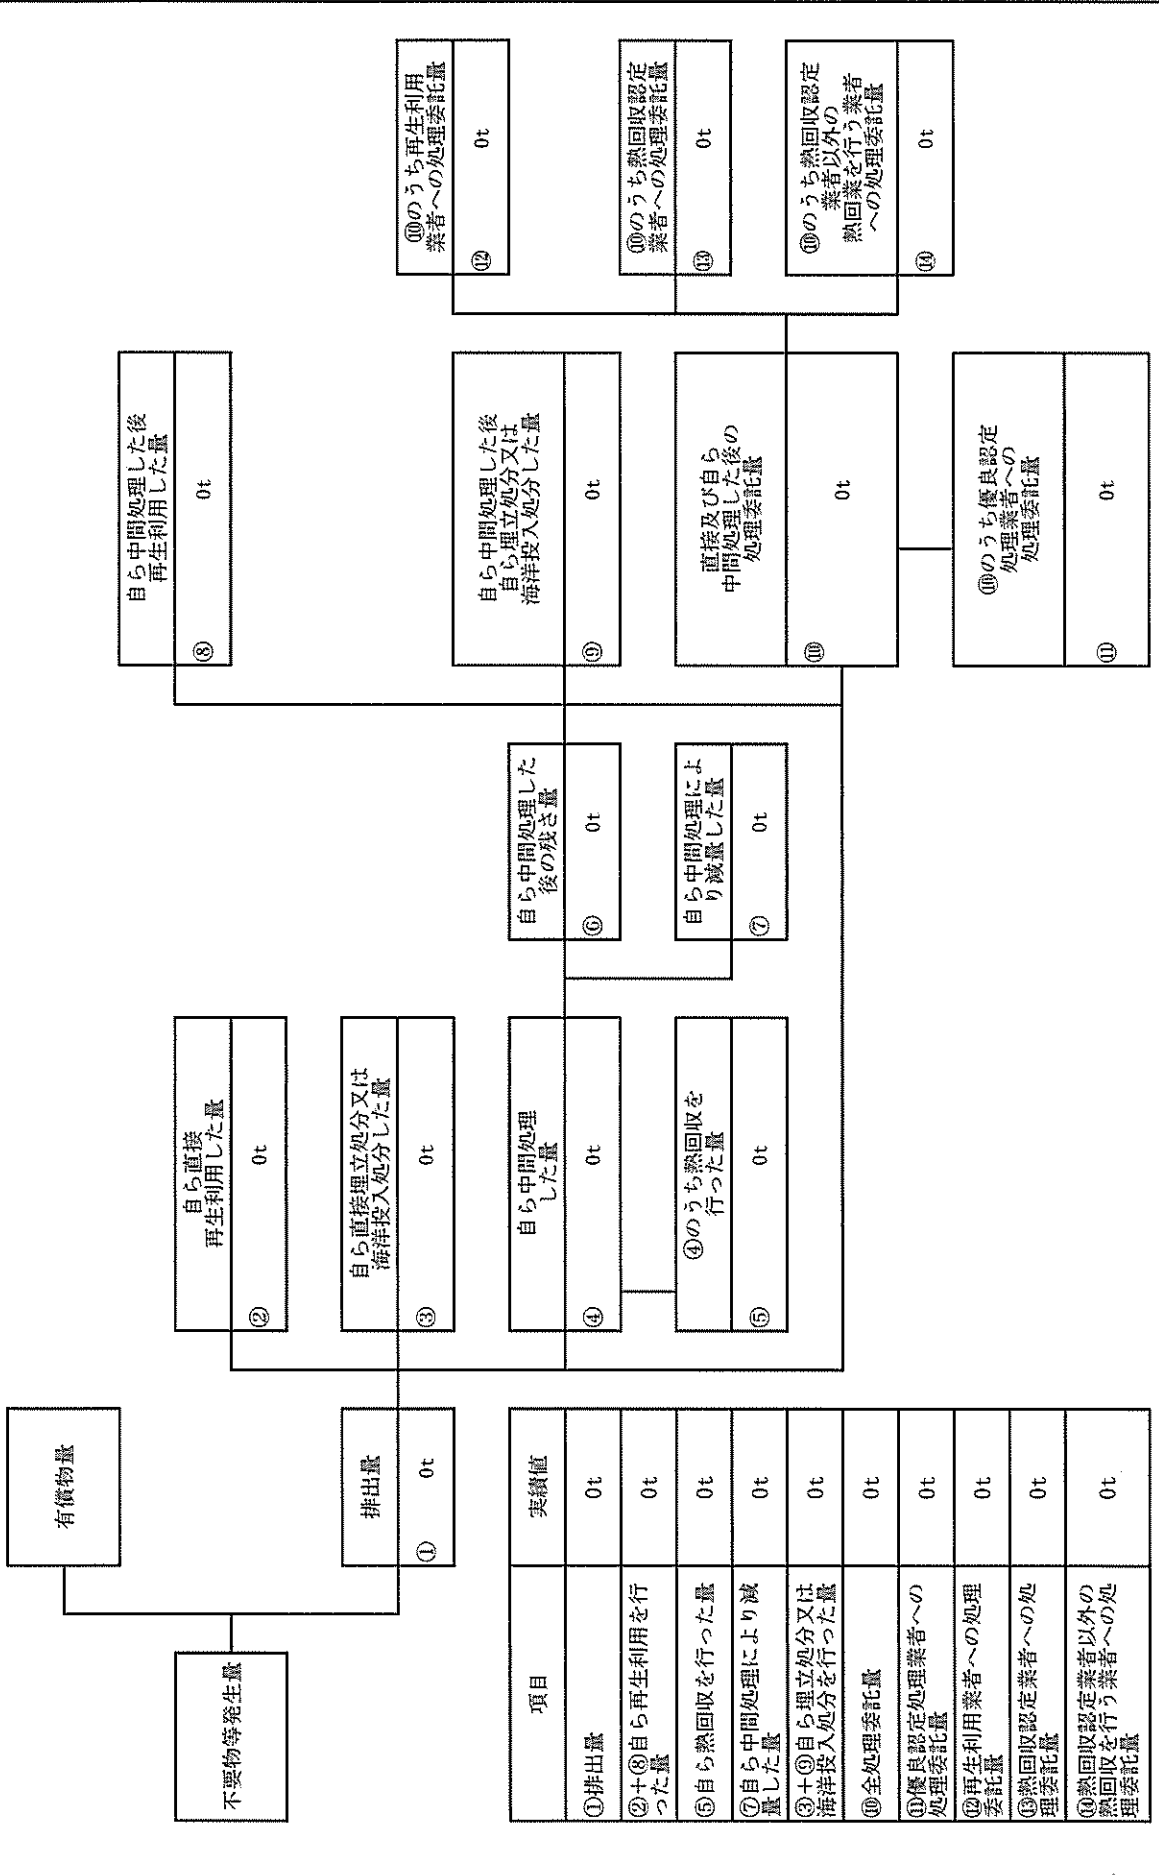 不要物等発生量
有償物量
排出量
①
0t
自ら直接
再生利用した量
②
0t
自ら直接埋立処分又は
海洋投入処分した量
③
0t
自ら中間処理
した量
④
0t
④のうち熱回収を
行った量
⑤
0t
自ら中間処理した
後の残さ量
⑥
0t
自ら中間処理によ
り減量した量
⑦
0t
自ら中間処理した後
再生利用した量
⑧
0t
自ら中間処理した後
自ら埋立処分又は
海洋投入処分した量
⑨
0t
直接及び自ら
中間処理した後の
処理委託量
⑩
0t
⑩のうち優良認定
処理業者への
処理委託量
⑪
0t
⑩のうち再生利用
業者への処理委託量
⑫
0t
⑩のうち熱回収認定
業者への処理委託量
⑬
0t
⑩のうち熱回収認定
業者以外の
熱回業を行う業者
への処理委託量
⑭
0t
項目
実績値
①排出量
0t
②+⑧自ら再生利用を行
った量
0t
⑤自ら熱回収を行った量
0t
⑦自ら中間処理により減
量した量
0t
③+⑨自ら埋立処分又は
海洋投入処分を行った量
0t
⑩全処理委託量
0t
⑪優良認定処理業者への
処理委託量
0t
⑫再生利用業者への処理
委託量
0t
⑬熱回収認定業者への処
理委託量
0t
⑭熱回収認定業者以外の
熱回収を行う業者への処
理委託量
0t